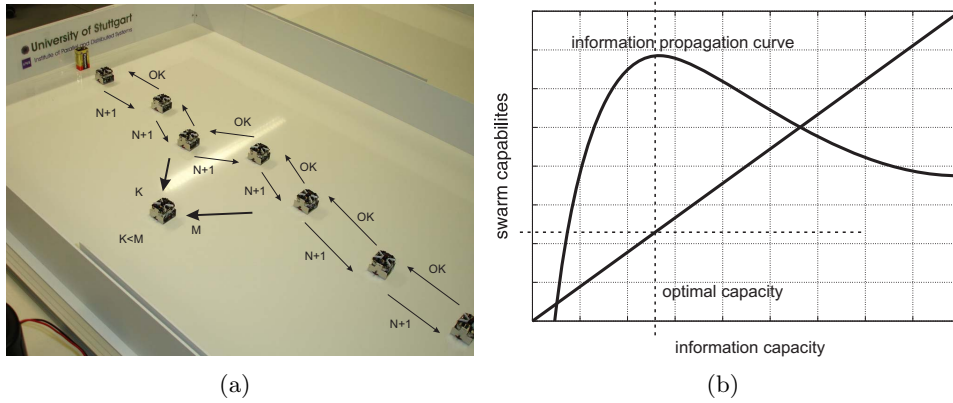 University of Stuttgart
Institute of Parallel and Distributed Systems
OK
N+1
N+1
OK
N+1
OK
K
N+1
M
OK
K<M
N+1
OK
N+1
(a)
information propagation curve
swarm capabilites
optimal capacity
information capacity
(b)